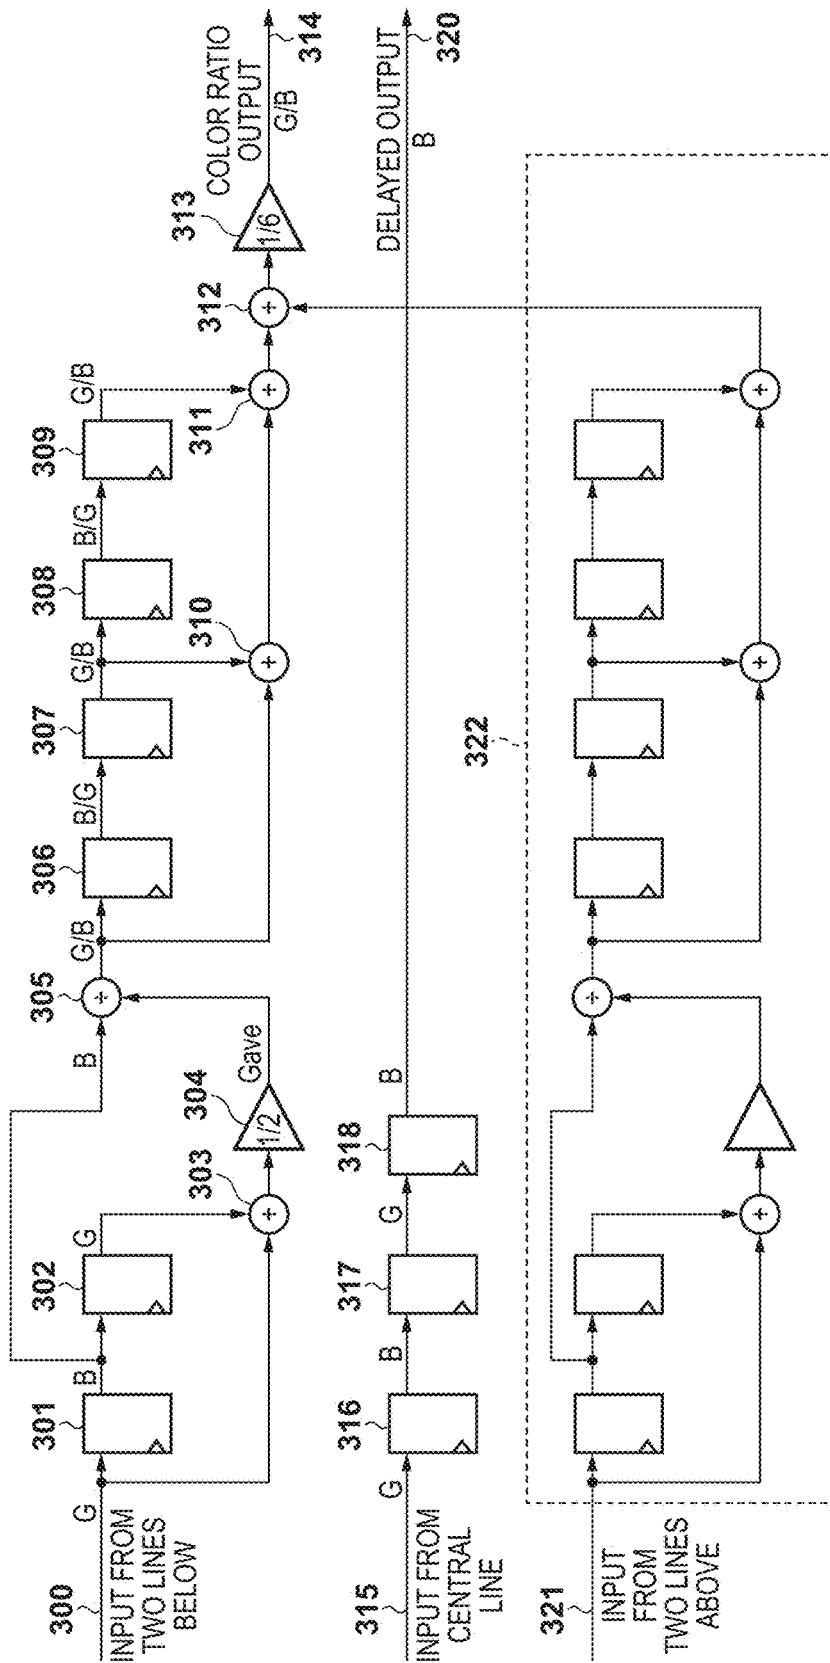 300
INPUT FROM
TWO LINES
BELOW
G
301
B
302
G
303
304
1/2
Gave
B
305
G/B
306
B/G
307
G/B
308
B/G
309
G/B
310
311
312
313
1/6
COLOR RATIO
OUTPUT
G/B
314
315
INPUT FROM
CENTRAL
LINE
G
316
B
317
G
318
B
DELAYED OUTPUT
B
320
321
INPUT
FROM
TWO LINES
ABOVE
322